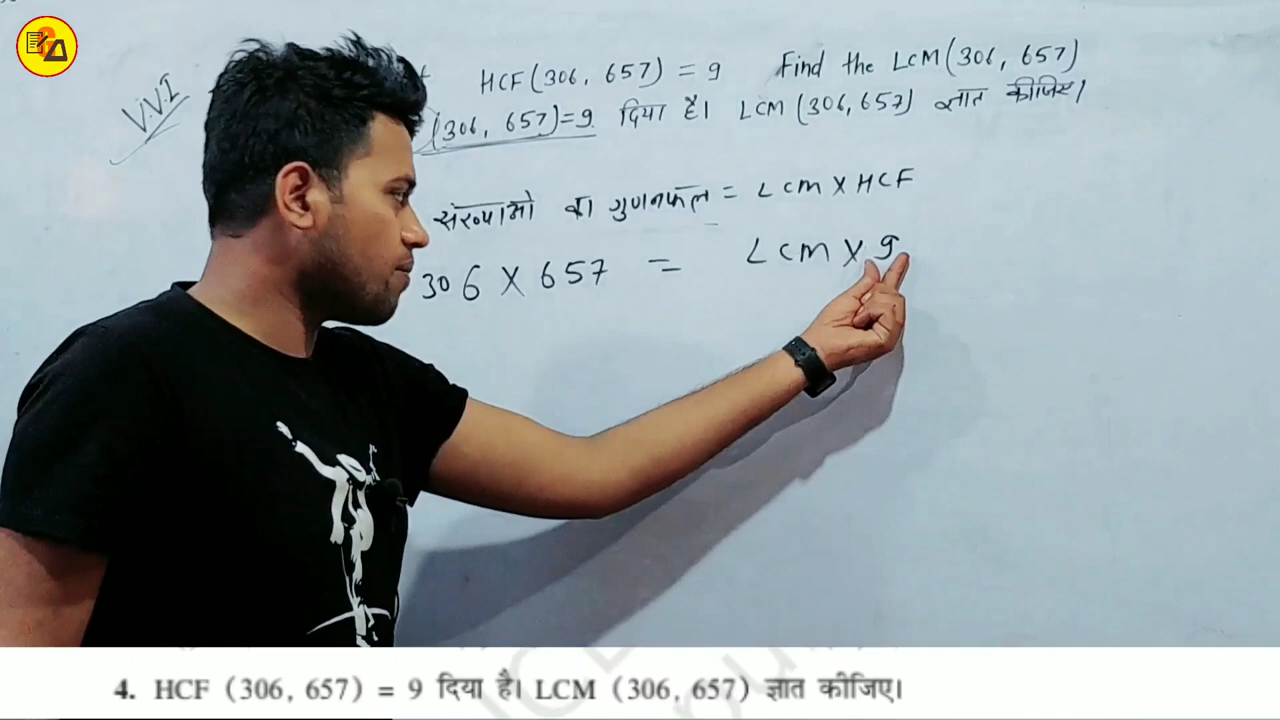 V.V.I
HCF (306, 657) = 9 Find the LCM (306, 657)
(306, 657)=9 दिया है। LCM (306,657) ज्ञात कीजिए।
संख्याओ का गुणनफल = LCM X HCF
306 X 657 = LCM X 9
4. HCF (306, 657) = 9 दिया है। LCM (306, 657) ज्ञात कीजिए।